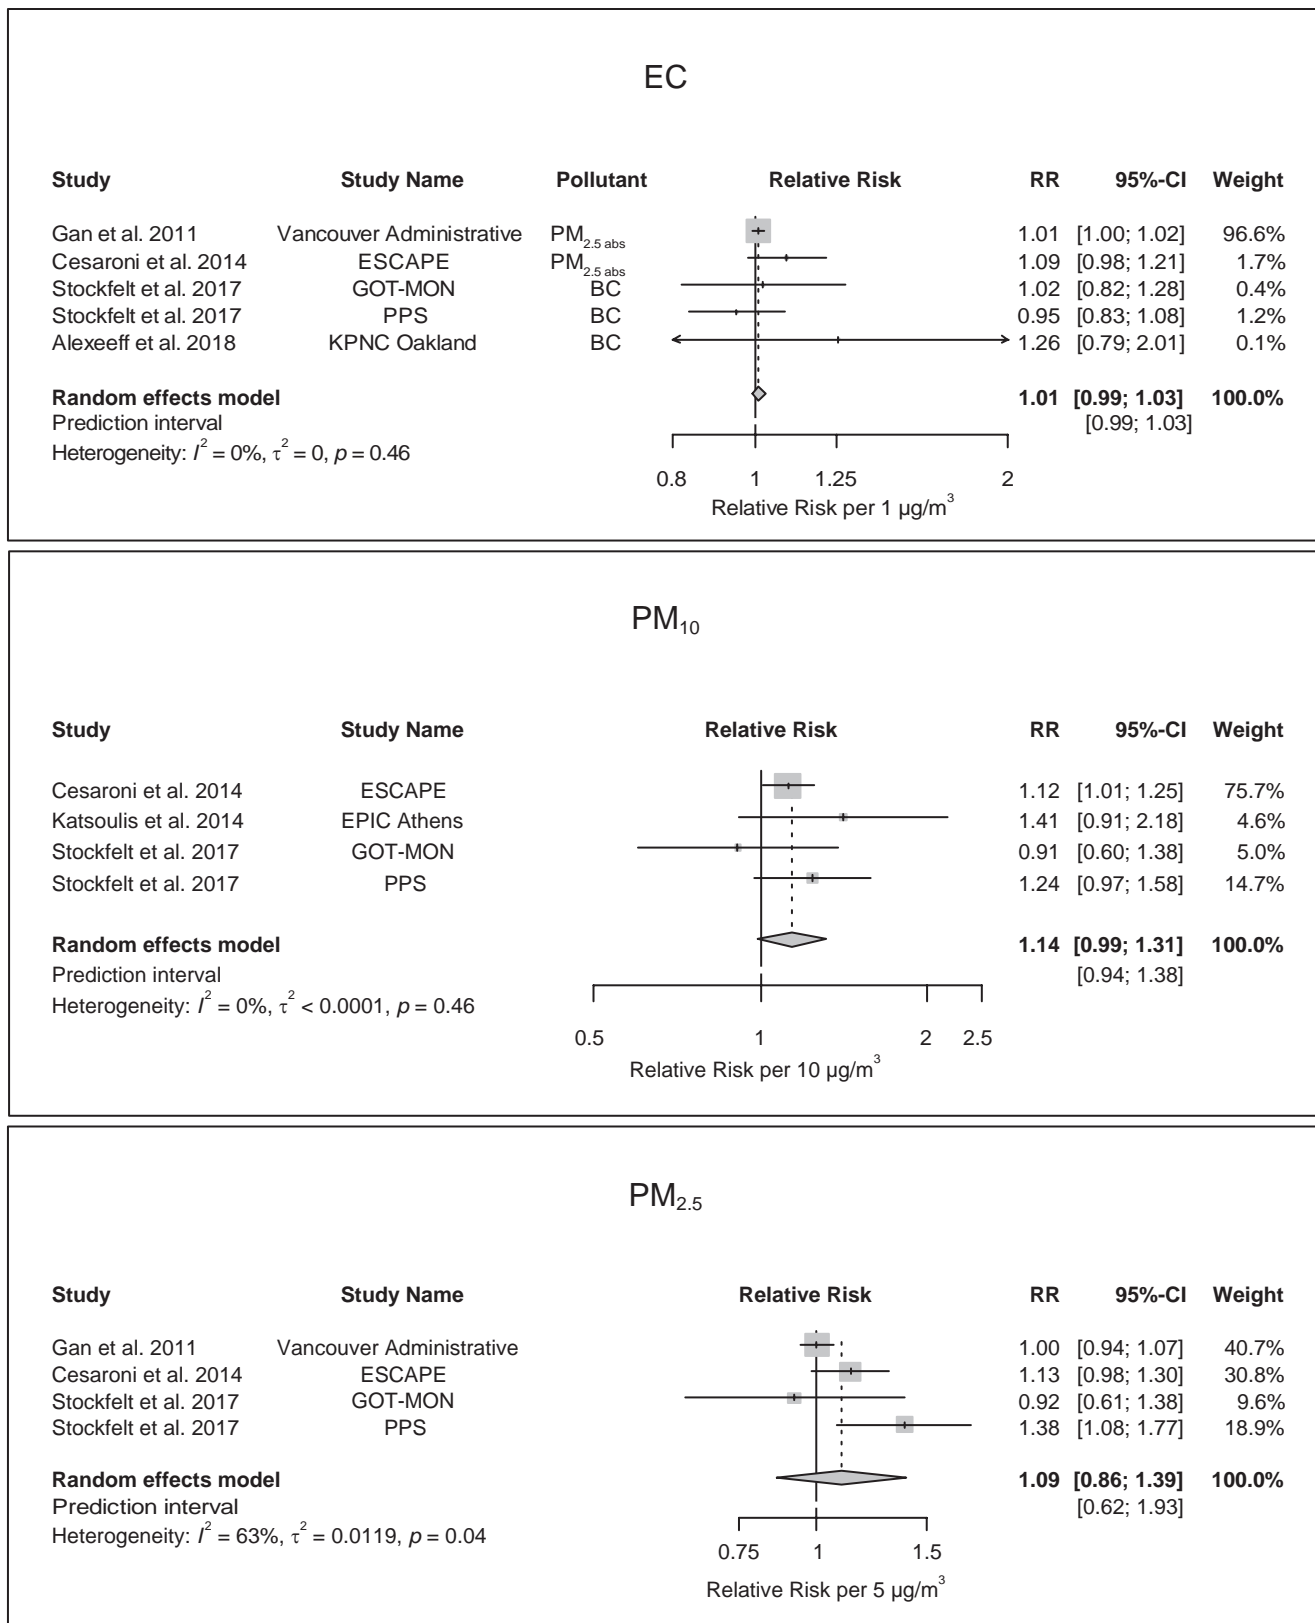 EC
Study Study Name Pollutant Relative Risk RR 95%-CI Weight
Gan et al. 2011 Vancouver Administrative PM2.5 abs 1.01 [1.00; 1.02] 96.6%
Cesaroni et al. 2014 ESCAPE PM2.5 abs 1.09 [0.98; 1.21] 1.7%
Stockfelt et al. 2017 GOT-MON BC 1.02 [0.82; 1.28] 0.4%
Stockfelt et al. 2017 PPS BC 0.95 [0.83; 1.08] 1.2%
Alexeeff et al. 2018 KPNC Oakland BC 1.26 [0.79; 2.01] 0.1%
Random effects model 1.01 [0.99; 1.03] 100.0%
Prediction interval [0.99; 1.03]
Heterogeneity: I² = 0%, τ² = 0, p = 0.46
0.8 1 1.25 2
Relative Risk per 1 µg/m³
PM10
Study Study Name Relative Risk RR 95%-CI Weight
Cesaroni et al. 2014 ESCAPE 1.12 [1.01; 1.25] 75.7%
Katsoulis et al. 2014 EPIC Athens 1.41 [0.91; 2.18] 4.6%
Stockfelt et al. 2017 GOT-MON 0.91 [0.60; 1.38] 5.0%
Stockfelt et al. 2017 PPS 1.24 [0.97; 1.58] 14.7%
Random effects model 1.14 [0.99; 1.31] 100.0%
Prediction interval [0.94; 1.38]
Heterogeneity: I² = 0%, τ² < 0.0001, p = 0.46
0.5 1 2 2.5
Relative Risk per 10 µg/m³
PM2.5
Study Study Name Relative Risk RR 95%-CI Weight
Gan et al. 2011 Vancouver Administrative 1.00 [0.94; 1.07] 40.7%
Cesaroni et al. 2014 ESCAPE 1.13 [0.98; 1.30] 30.8%
Stockfelt et al. 2017 GOT-MON 0.92 [0.61; 1.38] 9.6%
Stockfelt et al. 2017 PPS 1.38 [1.08; 1.77] 18.9%
Random effects model 1.09 [0.86; 1.39] 100.0%
Prediction interval [0.62; 1.93]
Heterogeneity: I² = 63%, τ² = 0.0119, p = 0.04
0.75 1 1.5
Relative Risk per 5 µg/m³